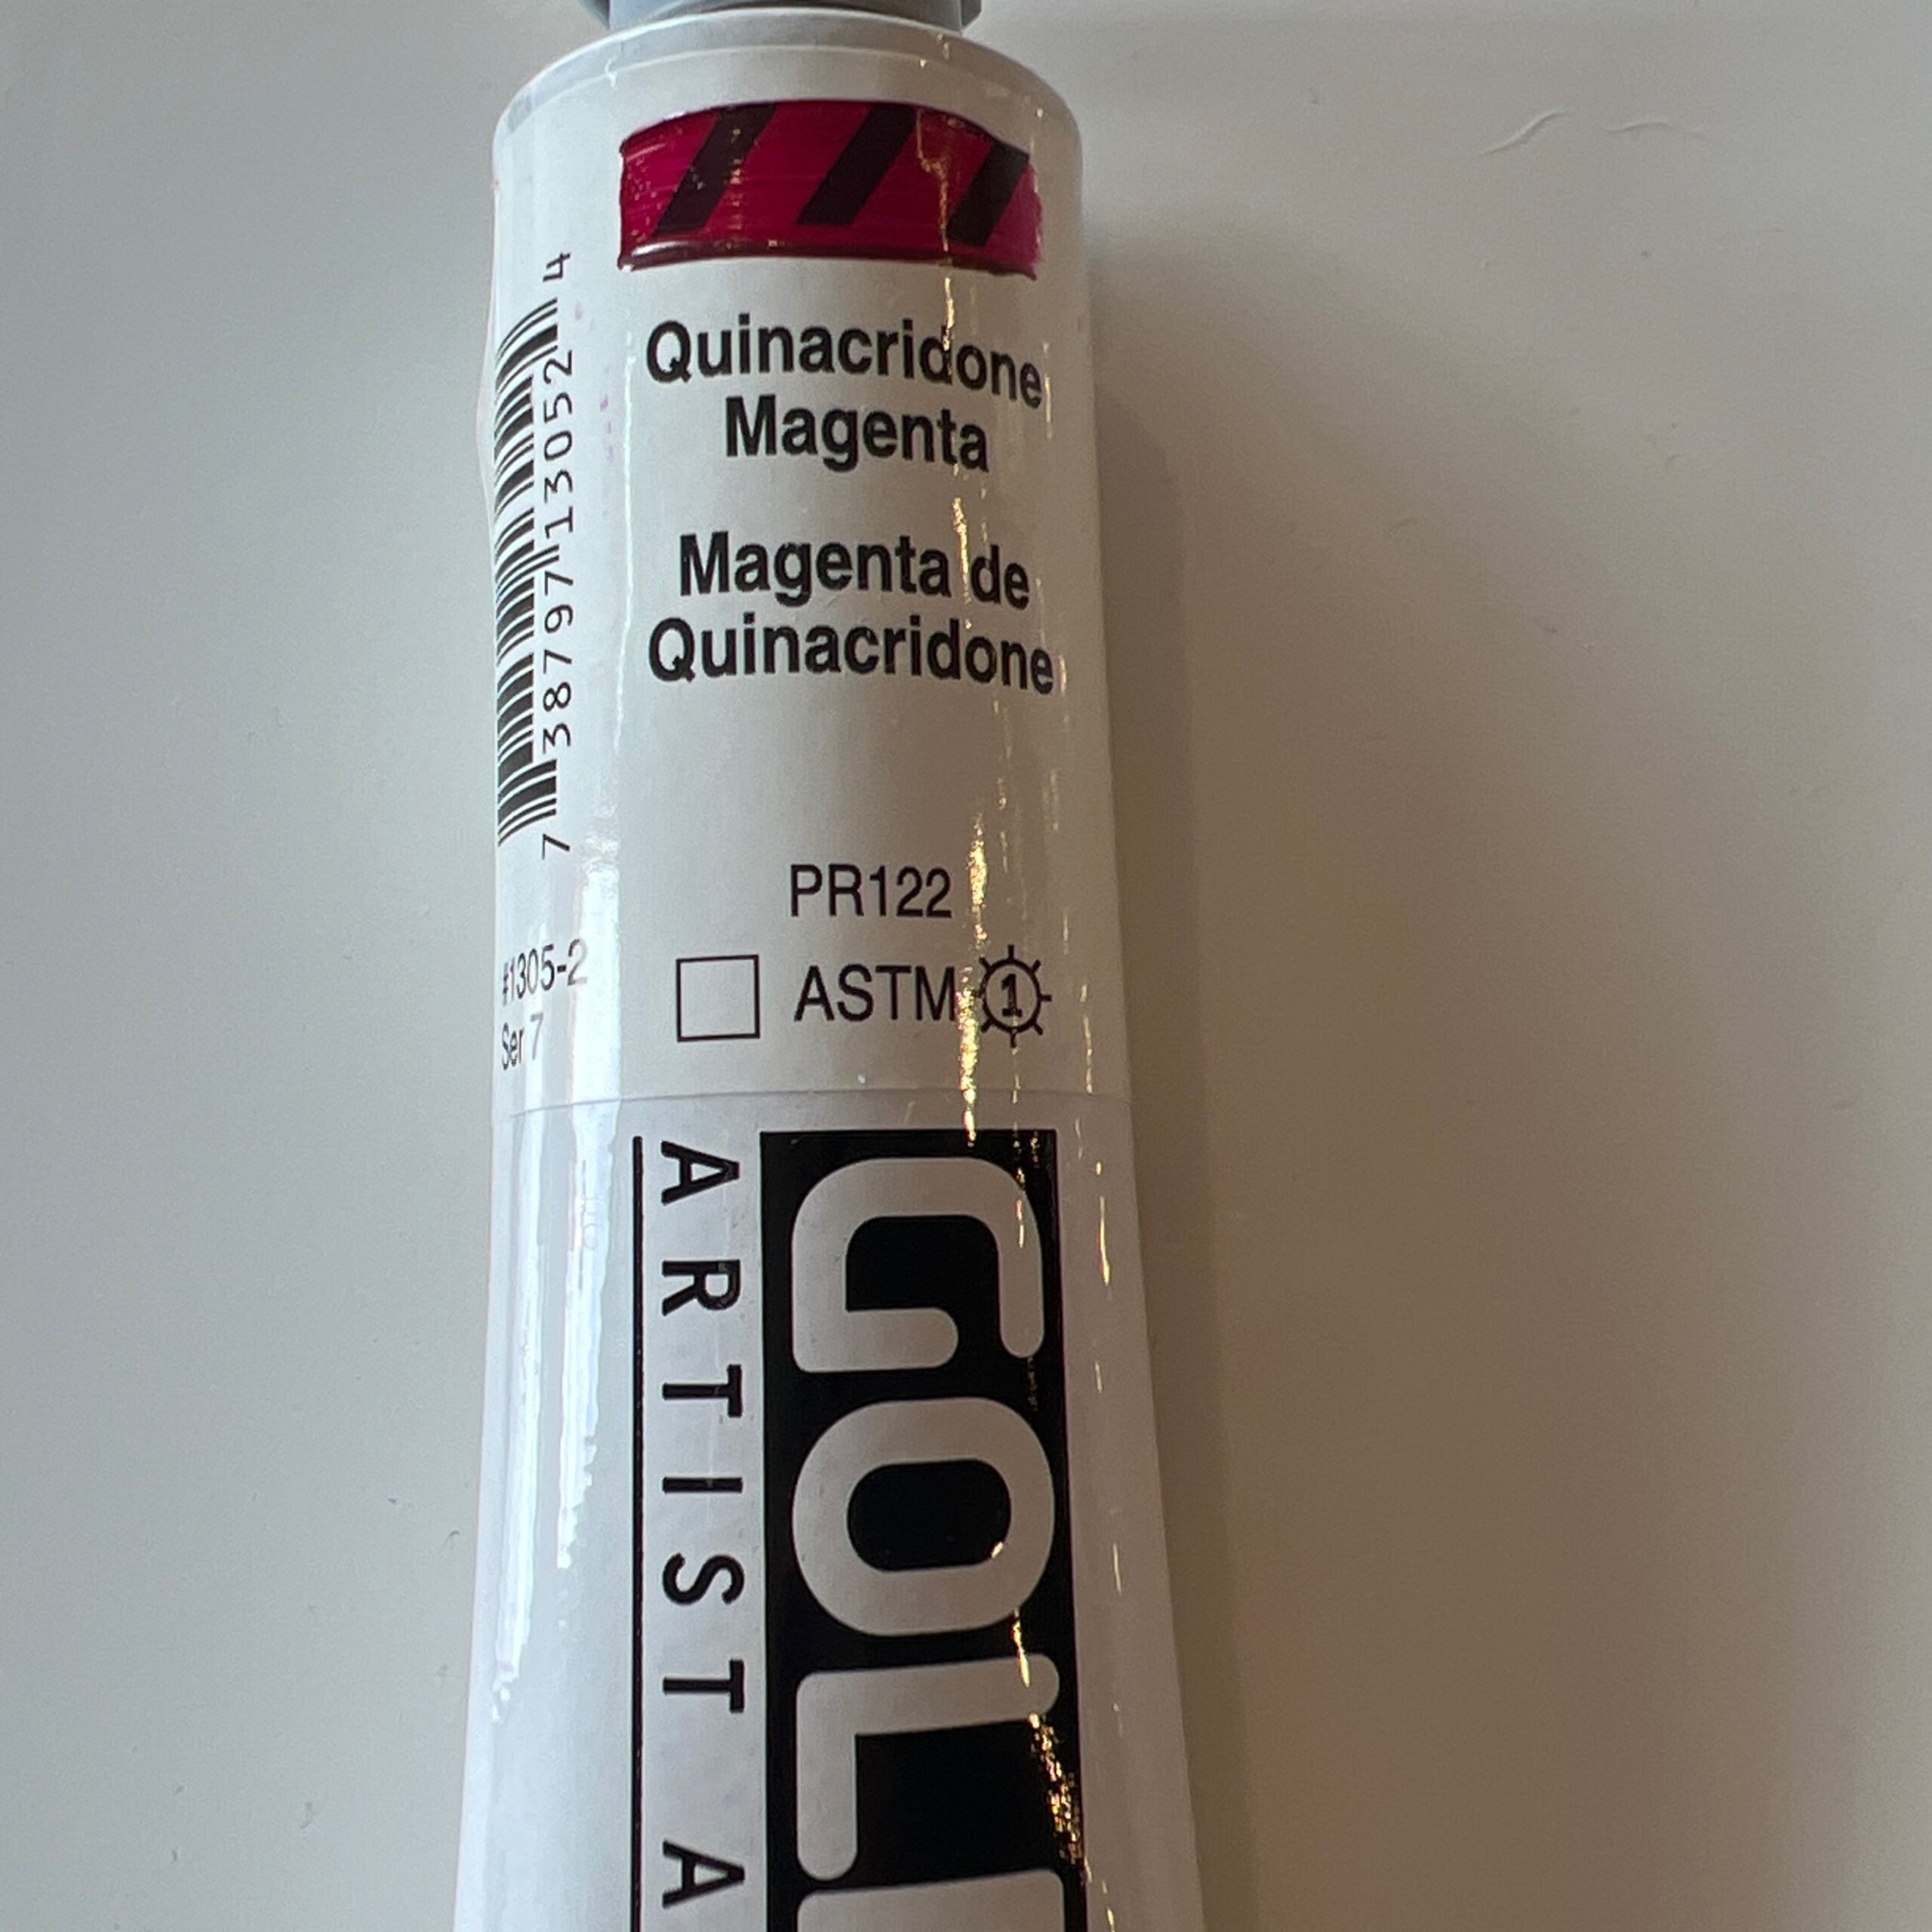 Quinacridone
Magenta
Magenta de
Quinacridone
PR122
ASTM 1
7 38797 13052 4
#1305-2
Ser 7
GOL
ARTIST A